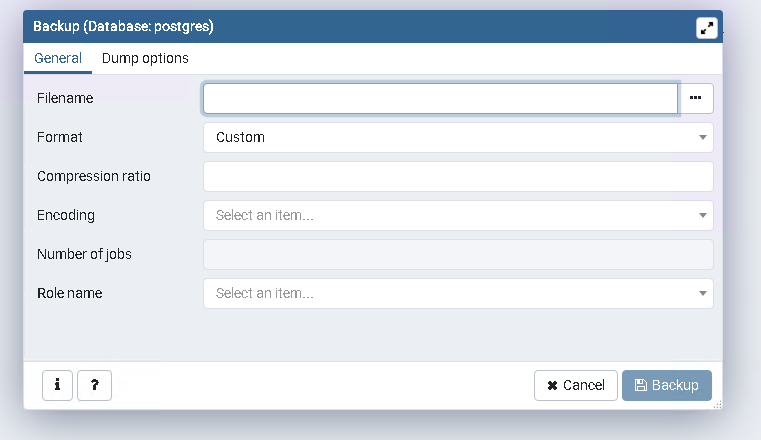 Backup (Database: postgres)
General Dump options
Filename
Format Custom
Compression ratio
Encoding Select an item...
Number of jobs
Role name Select an item...
i ? ✖ Cancel Backup